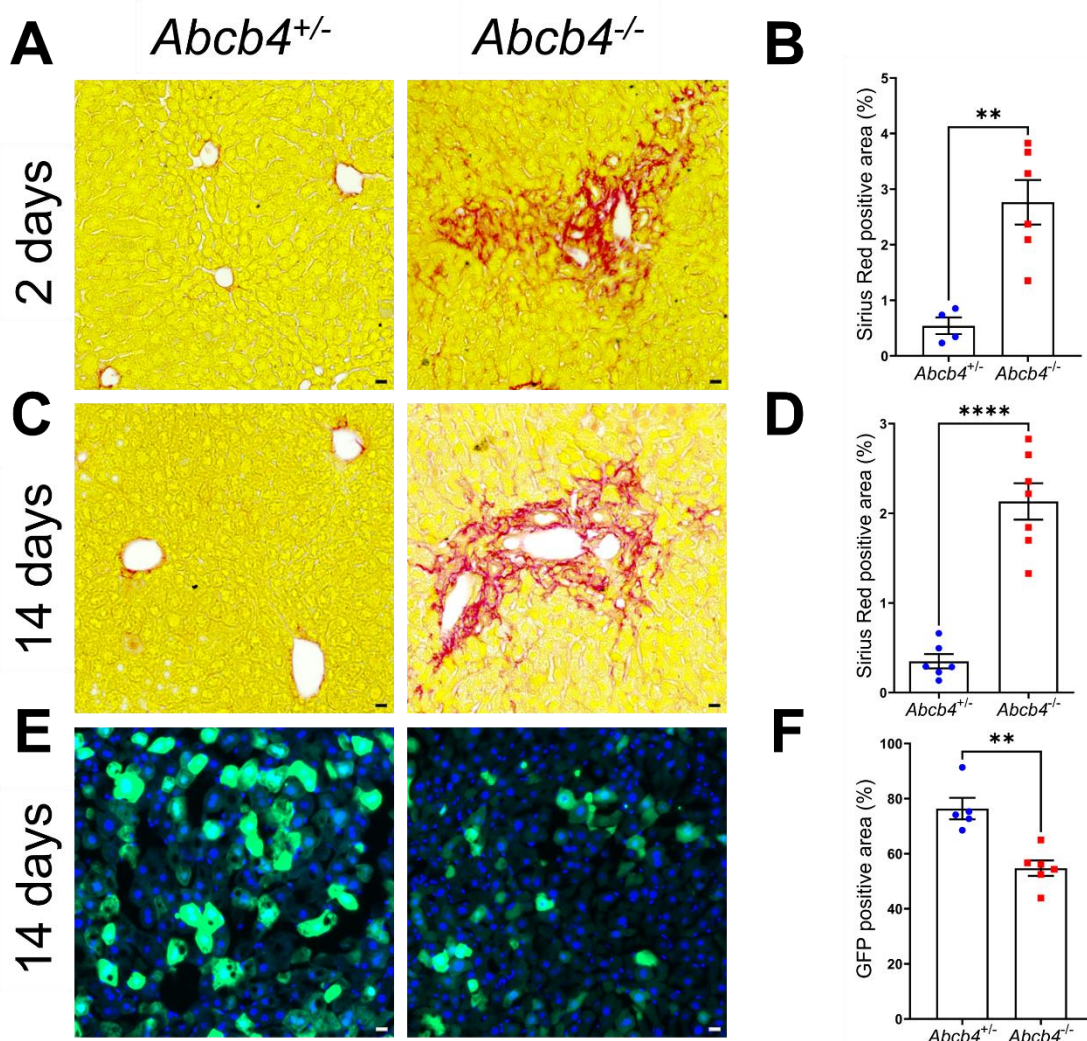 A
Abcb4+/-
Abcb4-/-
B
2 days
Sirius Red positive area (%)
5
4
3
2
1
0
**
Abcb4+/-
Abcb4-/-
C
D
14 days
Sirius Red positive area (%)
3
2
1
0
****
Abcb4+/-
Abcb4-/-
E
F
14 days
GFP positive area (%)
100
80
60
40
20
0
**
Abcb4+/-
Abcb4-/-